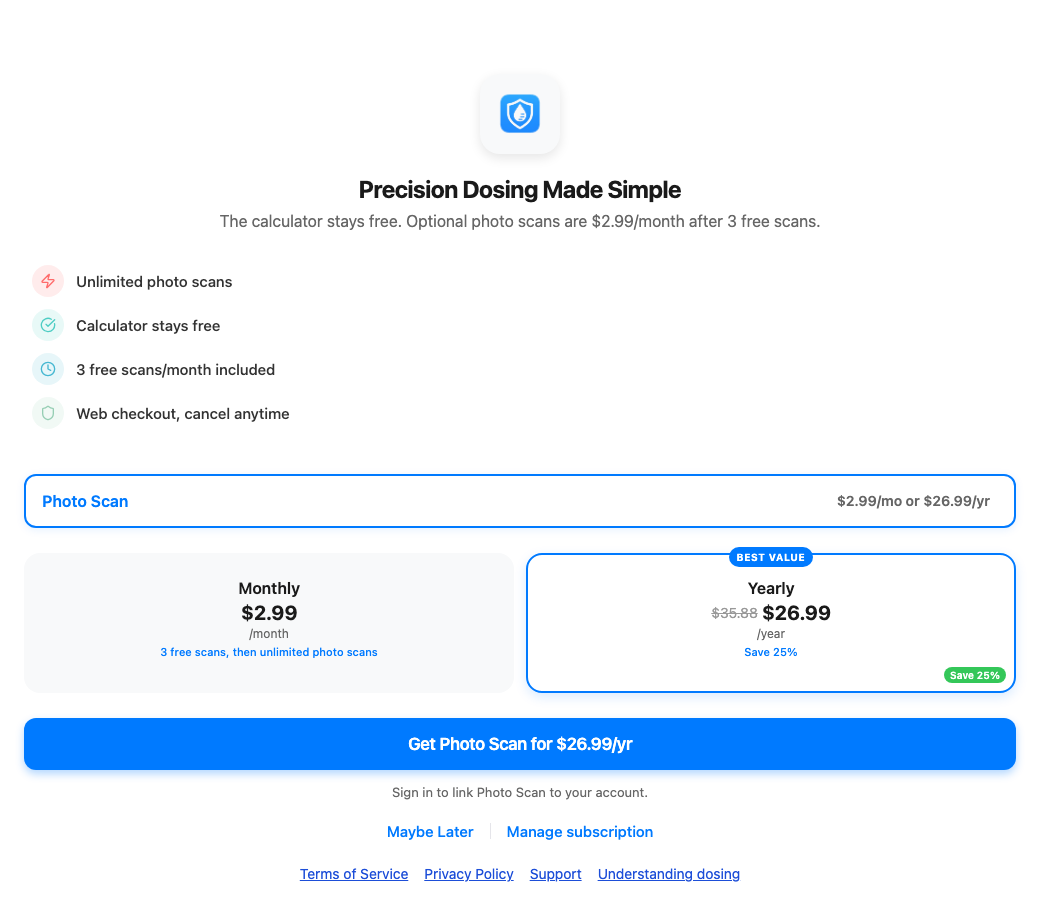 Precision Dosing Made Simple
The calculator stays free. Optional photo scans are $2.99/month after 3 free scans.
Unlimited photo scans
Calculator stays free
3 free scans/month included
Web checkout, cancel anytime
Photo Scan $2.99/mo or $26.99/yr
Monthly
$2.99
/month
3 free scans, then unlimited photo scans
BEST VALUE
Yearly
$35.88 $26.99
/year
Save 25%
Save 25%
Get Photo Scan for $26.99/yr
Sign in to link Photo Scan to your account.
Maybe Later Manage subscription
Terms of Service Privacy Policy Support Understanding dosing